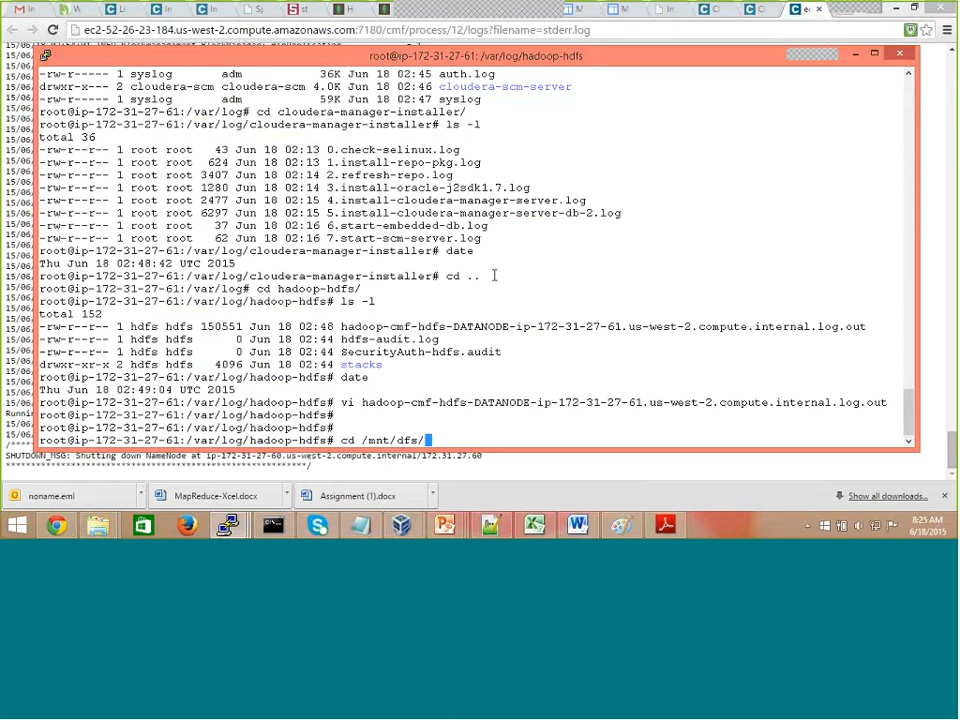 ec2-52-26-23-184.us-west-2.compute.amazonaws.com:7180/cmf/process/12/logs?filename=stderr.log
root@ip-172-31-27-61: /var/log/hadoop-hdfs
-rw-r----- 1 syslog        adm           36K Jun 18 02:45 auth.log
drwxr-x--- 2 cloudera-scm cloudera-scm 4.0K Jun 18 02:46 cloudera-scm-server
-rw-r----- 1 syslog        adm           59K Jun 18 02:47 syslog
root@ip-172-31-27-61:/var/log# cd cloudera-manager-installer/
root@ip-172-31-27-61:/var/log/cloudera-manager-installer# ls -l
total 36
-rw-r--r-- 1 root root   43 Jun 18 02:13 0.check-selinux.log
-rw-r--r-- 1 root root  624 Jun 18 02:13 1.install-repo-pkg.log
-rw-r--r-- 1 root root 3407 Jun 18 02:14 2.refresh-repo.log
-rw-r--r-- 1 root root 1280 Jun 18 02:14 3.install-oracle-j2sdk1.7.log
-rw-r--r-- 1 root root 2477 Jun 18 02:15 4.install-cloudera-manager-server.log
-rw-r--r-- 1 root root 6297 Jun 18 02:15 5.install-cloudera-manager-server-db-2.log
-rw-r--r-- 1 root root   37 Jun 18 02:16 6.start-embedded-db.log
-rw-r--r-- 1 root root   62 Jun 18 02:16 7.start-scm-server.log
root@ip-172-31-27-61:/var/log/cloudera-manager-installer# date
Thu Jun 18 02:48:42 UTC 2015
root@ip-172-31-27-61:/var/log/cloudera-manager-installer# cd ..
root@ip-172-31-27-61:/var/log# cd hadoop-hdfs/
root@ip-172-31-27-61:/var/log/hadoop-hdfs# ls -l
total 152
-rw-r--r-- 1 hdfs hdfs 150551 Jun 18 02:48 hadoop-cmf-hdfs-DATANODE-ip-172-31-27-61.us-west-2.compute.internal.log.out
-rw-r--r-- 1 hdfs hdfs      0 Jun 18 02:44 hdfs-audit.log
-rw-r--r-- 1 hdfs hdfs      0 Jun 18 02:44 SecurityAuth-hdfs.audit
drwxr-xr-x 2 hdfs hdfs   4096 Jun 18 02:44 stacks
root@ip-172-31-27-61:/var/log/hadoop-hdfs# date
Thu Jun 18 02:49:04 UTC 2015
root@ip-172-31-27-61:/var/log/hadoop-hdfs# vi hadoop-cmf-hdfs-DATANODE-ip-172-31-27-61.us-west-2.compute.internal.log.out
root@ip-172-31-27-61:/var/log/hadoop-hdfs#
root@ip-172-31-27-61:/var/log/hadoop-hdfs#
root@ip-172-31-27-61:/var/log/hadoop-hdfs# cd /mnt/dfs/
SHUTDOWN_MSG: Shutting down NameNode at ip-172-31-27-60.us-west-2.compute.internal/172.31.27.60
************************************************************/
noname.eml
MapReduce-Xcel.docx
Assignment (1).docx
Show all downloads...
8:25 AM
6/18/2015